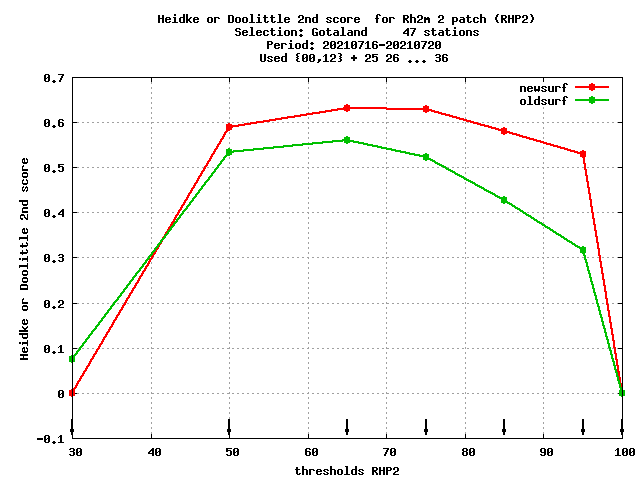 Heidke or Doolittle 2nd score  for Rh2m 2 patch (RHP2)
Selection: Gotaland     47 stations
Period: 20210716-20210720
Used {00,12} + 25 26 ... 36
newsurf
oldsurf
Heidke or Doolittle 2nd score
0.7
0.6
0.5
0.4
0.3
0.2
0.1
0
-0.1
30 40 50 60 70 80 90 100
thresholds RHP2